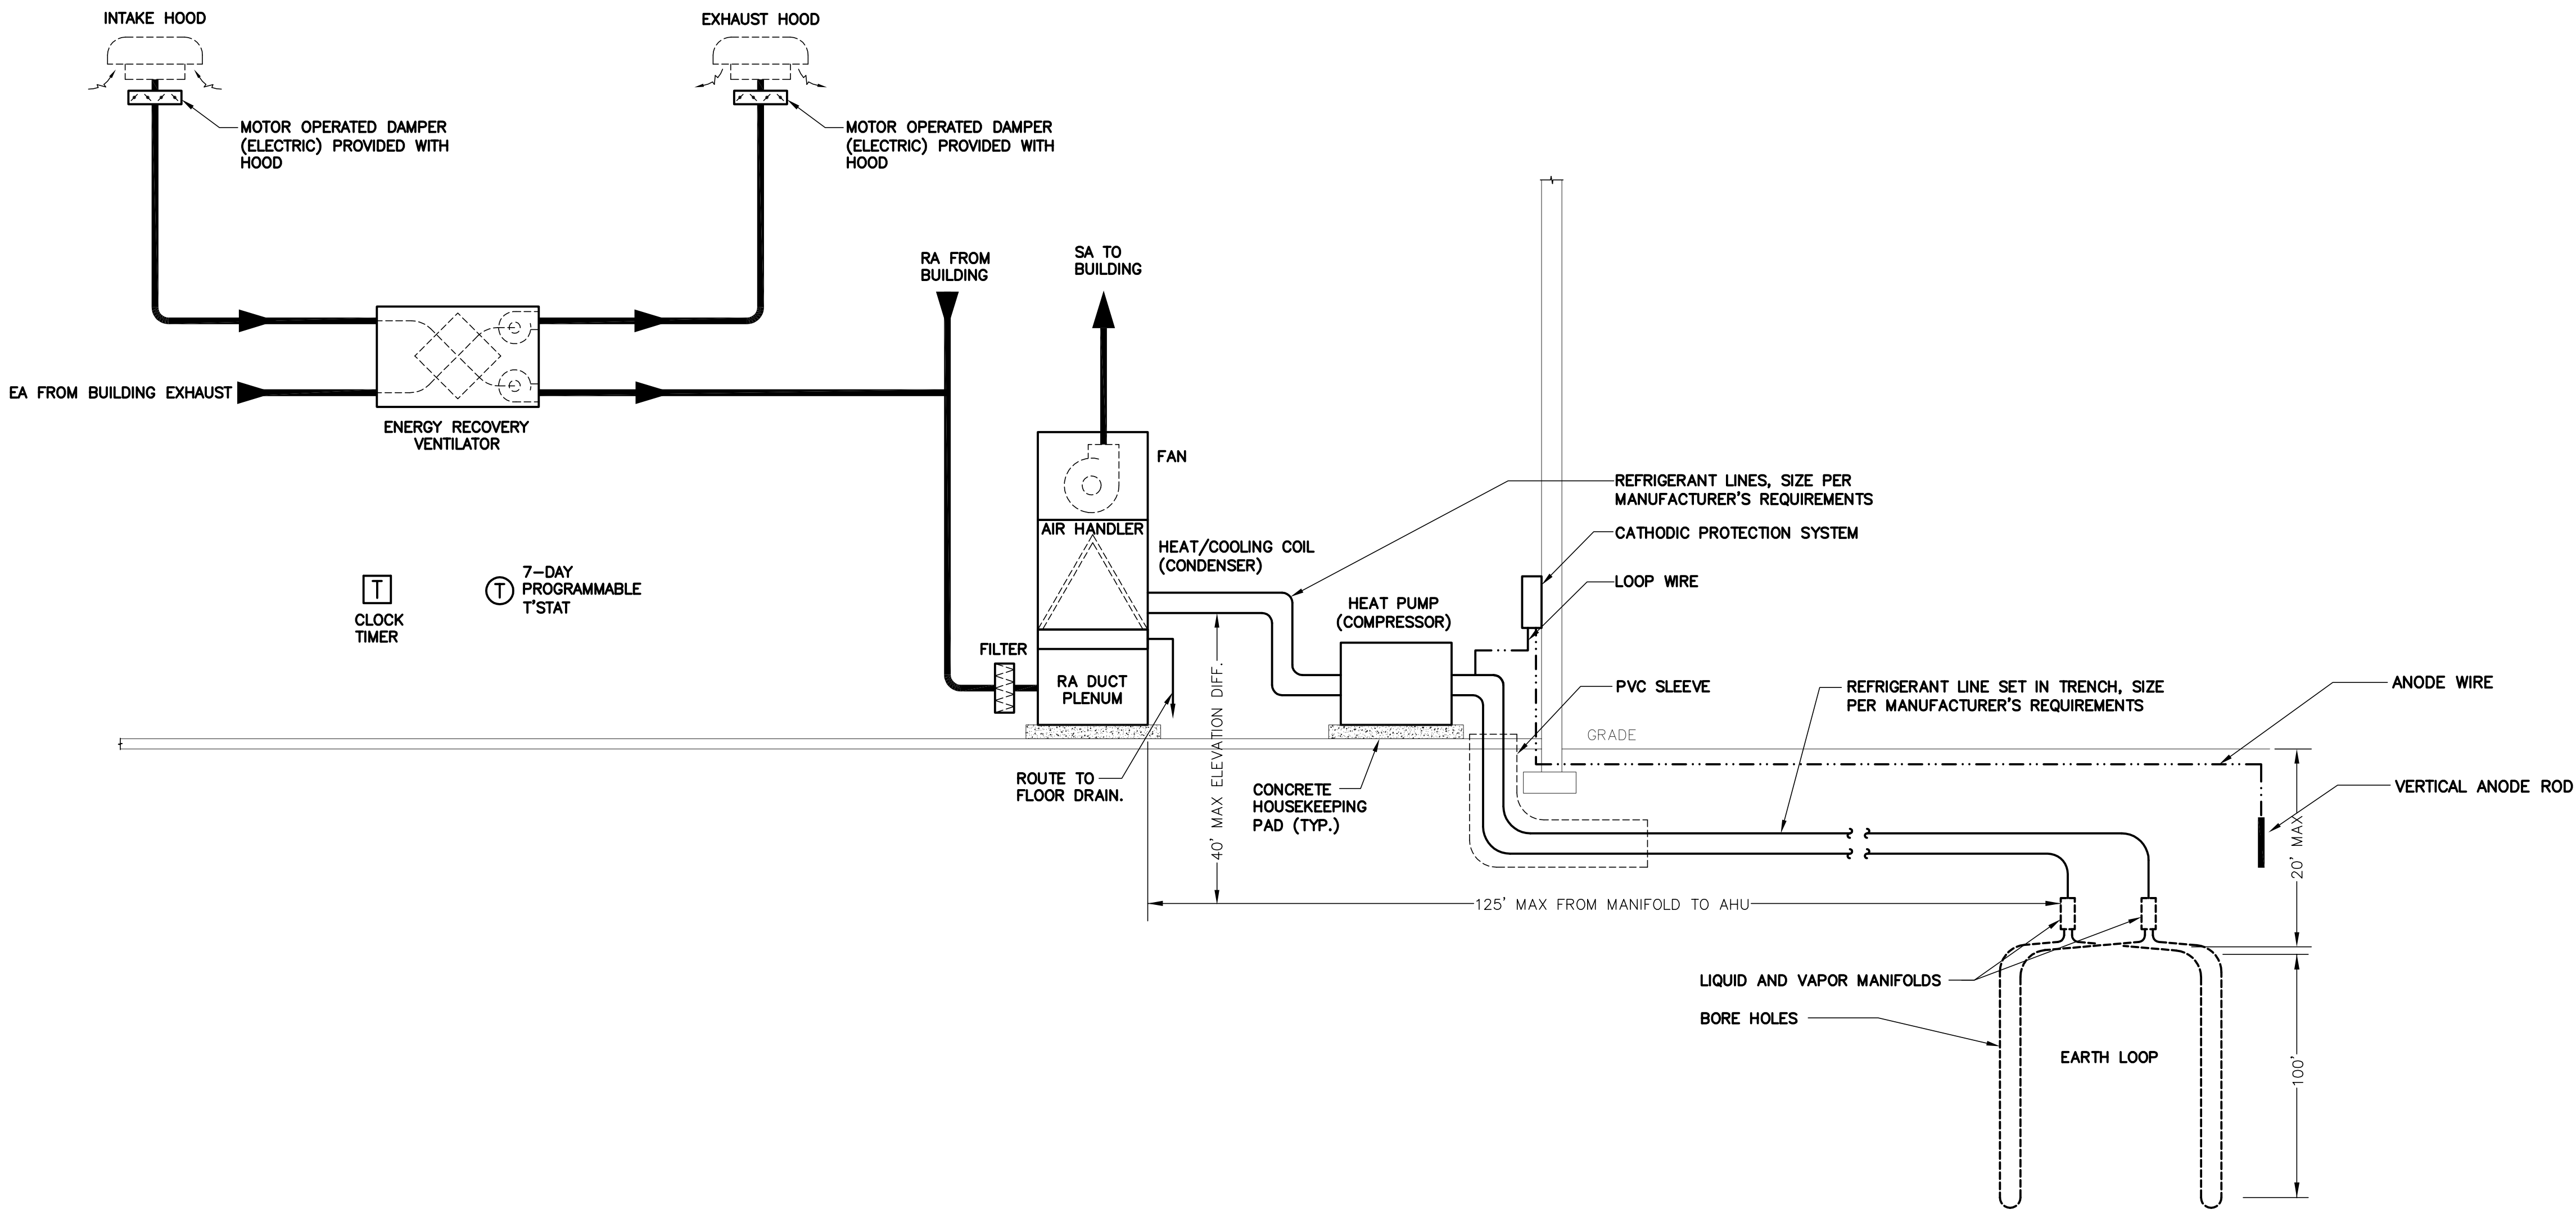 INTAKE HOOD
EXHAUST HOOD
MOTOR OPERATED DAMPER
(ELECTRIC) PROVIDED WITH
HOOD
MOTOR OPERATED DAMPER
(ELECTRIC) PROVIDED WITH
HOOD
RA FROM
BUILDING
SA TO
BUILDING
EA FROM BUILDING EXHAUST
ENERGY RECOVERY
VENTILATOR
FAN
AIR HANDLER
HEAT/COOLING COIL
(CONDENSER)
REFRIGERANT LINES, SIZE PER
MANUFACTURER'S REQUIREMENTS
CATHODIC PROTECTION SYSTEM
LOOP WIRE
T
CLOCK
TIMER
T
7-DAY
PROGRAMMABLE
T'STAT
HEAT PUMP
(COMPRESSOR)
FILTER
RA DUCT
PLENUM
40' MAX ELEVATION DIFF.
PVC SLEEVE
REFRIGERANT LINE SET IN TRENCH, SIZE
PER MANUFACTURER'S REQUIREMENTS
ANODE WIRE
GRADE
ROUTE TO
FLOOR DRAIN.
CONCRETE
HOUSEKEEPING
PAD (TYP.)
VERTICAL ANODE ROD
20' MAX
125' MAX FROM MANIFOLD TO AHU
LIQUID AND VAPOR MANIFOLDS
BORE HOLES
EARTH LOOP
100'